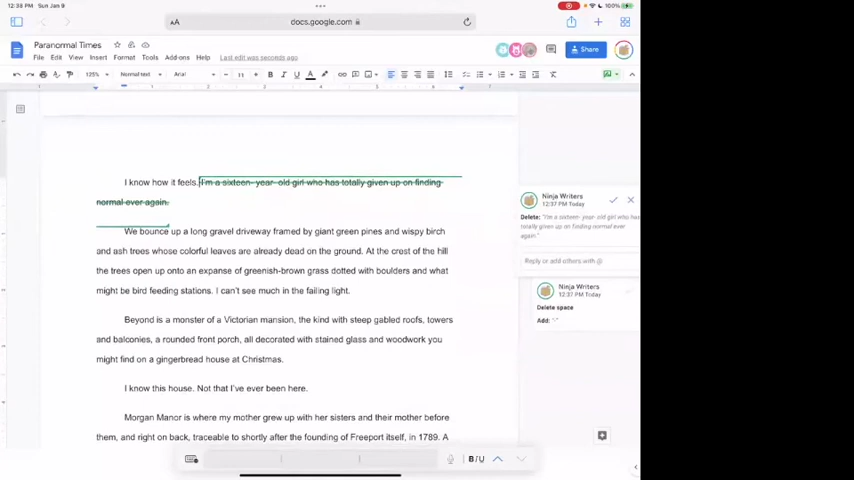 12:38 PM Sun Jan 9
100%
AA
docs.google.com
Paranormal Times
File Edit View Insert Format Tools Add-ons Help Last edit was seconds ago
Share
125% Normal text Arial 11 B I U A
I know how it feels. I'm a sixteen- year- old girl who has totally given up on finding
normal ever again.
We bounce up a long gravel driveway framed by giant green pines and wispy birch
and ash trees whose colorful leaves are already dead on the ground. At the crest of the hill
the trees open up onto an expanse of greenish-brown grass dotted with boulders and what
might be bird feeding stations. I can't see much in the failing light.
Beyond is a monster of a Victorian mansion, the kind with steep gabled roofs, towers
and balconies, a rounded front porch, all decorated with stained glass and woodwork you
might find on a gingerbread house at Christmas.
I know this house. Not that I've ever been here.
Morgan Manor is where my mother grew up with her sisters and their mother before
them, and right on back, traceable to shortly after the founding of Freeport itself, in 1789. A
Ninja Writers
12:37 PM Today
Delete: "I'm a sixteen- year- old girl who has
totally given up on finding normal ever
again."
Reply or add others with @
Ninja Writers
12:37 PM Today
Delete space
Add:
B I U